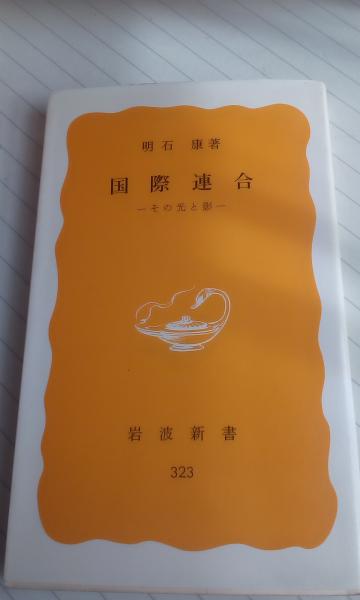 明石 康著
国際連合
―その光と影―
岩波新書
323